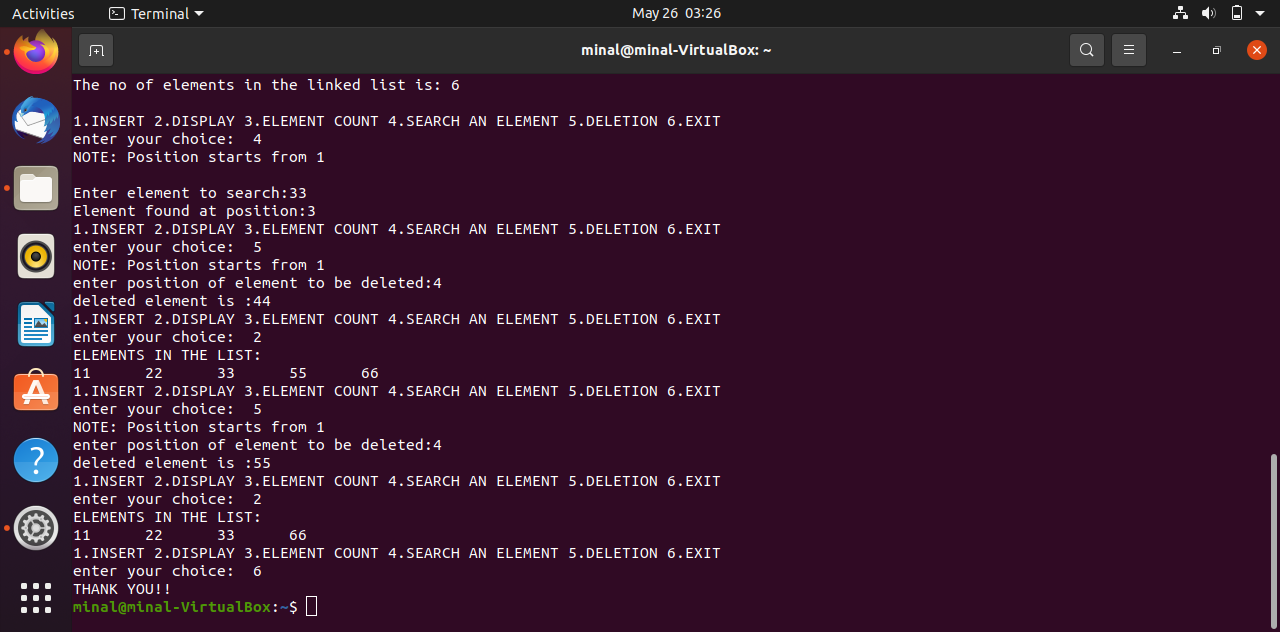 Activities Terminal May 26 03:26
minal@minal-VirtualBox: ~
The no of elements in the linked list is: 6
1.INSERT 2.DISPLAY 3.ELEMENT COUNT 4.SEARCH AN ELEMENT 5.DELETION 6.EXIT
enter your choice:  4
NOTE: Position starts from 1
Enter element to search:33
Element found at position:3
1.INSERT 2.DISPLAY 3.ELEMENT COUNT 4.SEARCH AN ELEMENT 5.DELETION 6.EXIT
enter your choice:  5
NOTE: Position starts from 1
enter position of element to be deleted:4
deleted element is :44
1.INSERT 2.DISPLAY 3.ELEMENT COUNT 4.SEARCH AN ELEMENT 5.DELETION 6.EXIT
enter your choice:  2
ELEMENTS IN THE LIST:
11      22      33      55      66
1.INSERT 2.DISPLAY 3.ELEMENT COUNT 4.SEARCH AN ELEMENT 5.DELETION 6.EXIT
enter your choice:  5
NOTE: Position starts from 1
enter position of element to be deleted:4
deleted element is :55
1.INSERT 2.DISPLAY 3.ELEMENT COUNT 4.SEARCH AN ELEMENT 5.DELETION 6.EXIT
enter your choice:  2
ELEMENTS IN THE LIST:
11      22      33      66
1.INSERT 2.DISPLAY 3.ELEMENT COUNT 4.SEARCH AN ELEMENT 5.DELETION 6.EXIT
enter your choice:  6
THANK YOU!!
minal@minal-VirtualBox:~$